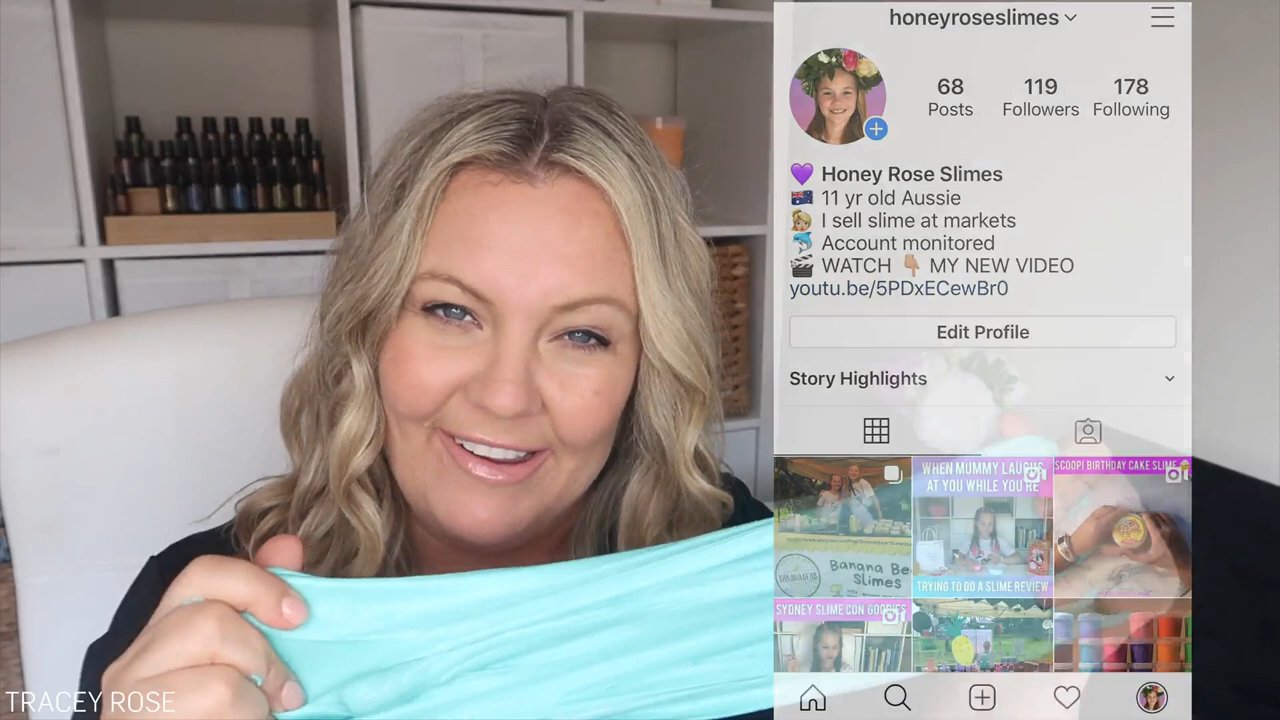 honeyroseslimes
68
119
178
Posts
Followers
Following
Honey Rose Slimes
11 yr old Aussie
I sell slime at markets
Account monitored
WATCH MY NEW VIDEO
youtu.be/5PDxECewBr0
Edit Profile
Story Highlights
WHEN MUMMY LAUGHS
AT YOU WHILE YOU'RE
TRYING TO DO A SLIME REVIEW
SCOOP! BIRTHDAY CAKE SLIME
Banana Be
Slimes
SYDNEY SLIME CON GOODIES
TRACEY ROSE